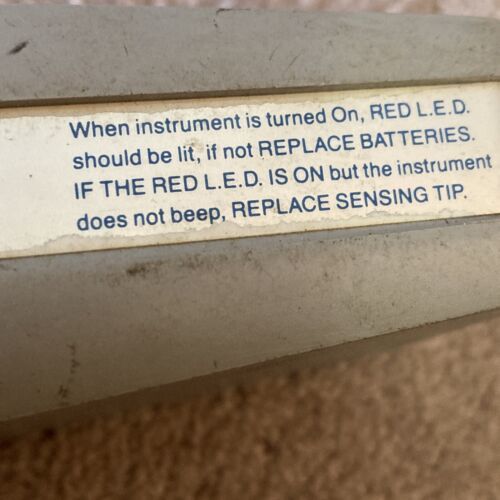 When instrument is turned On, RED L.E.D.
should be lit, if not REPLACE BATTERIES.
IF THE RED L.E.D. IS ON but the instrument
does not beep, REPLACE SENSING TIP.